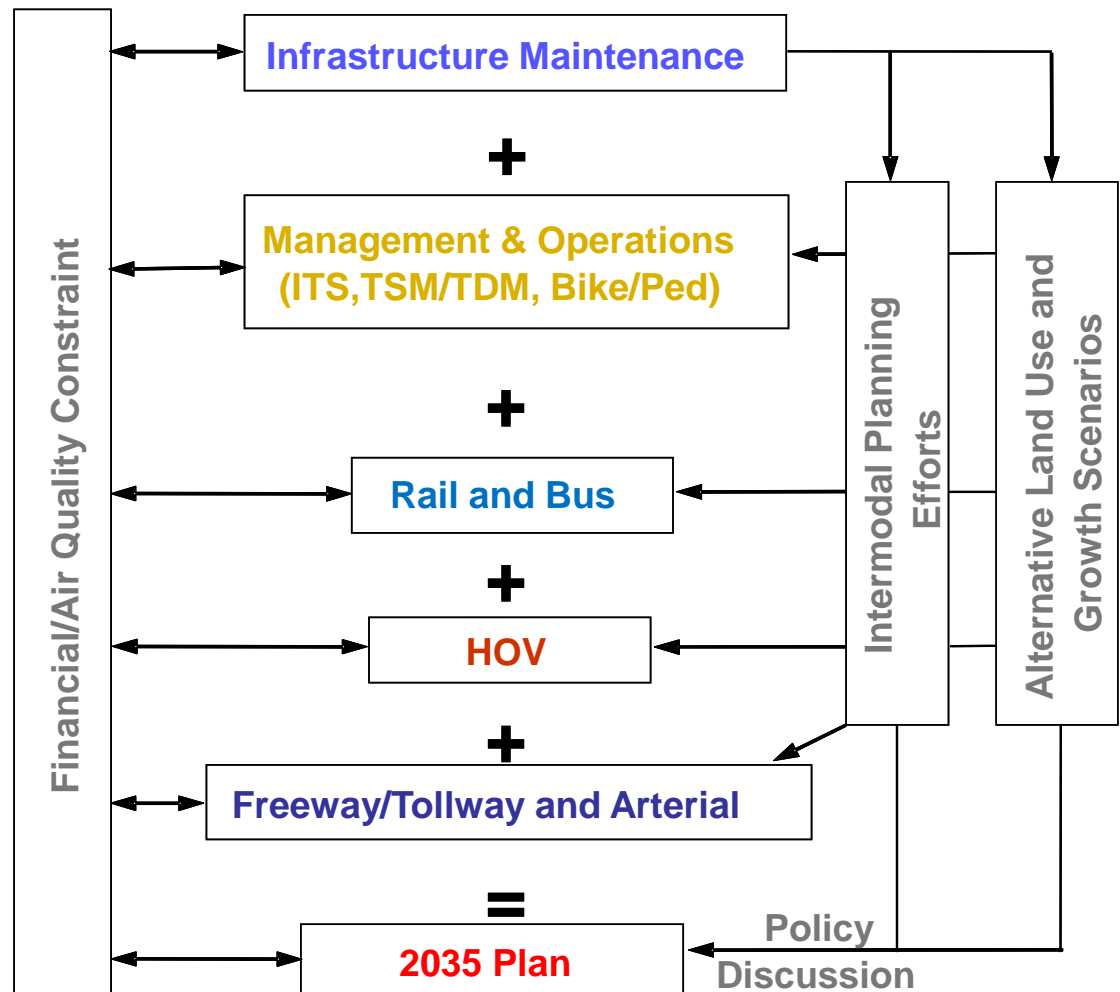 Financial/Air Quality Constraint
Infrastructure Maintenance
+
Management & Operations
(ITS,TSM/TDM, Bike/Ped)
+
Rail and Bus
+
HOV
+
Freeway/Tollway and Arterial
=
2035 Plan
Intermodal Planning
Efforts
Alternative Land Use and
Growth Scenarios
Policy
Discussion